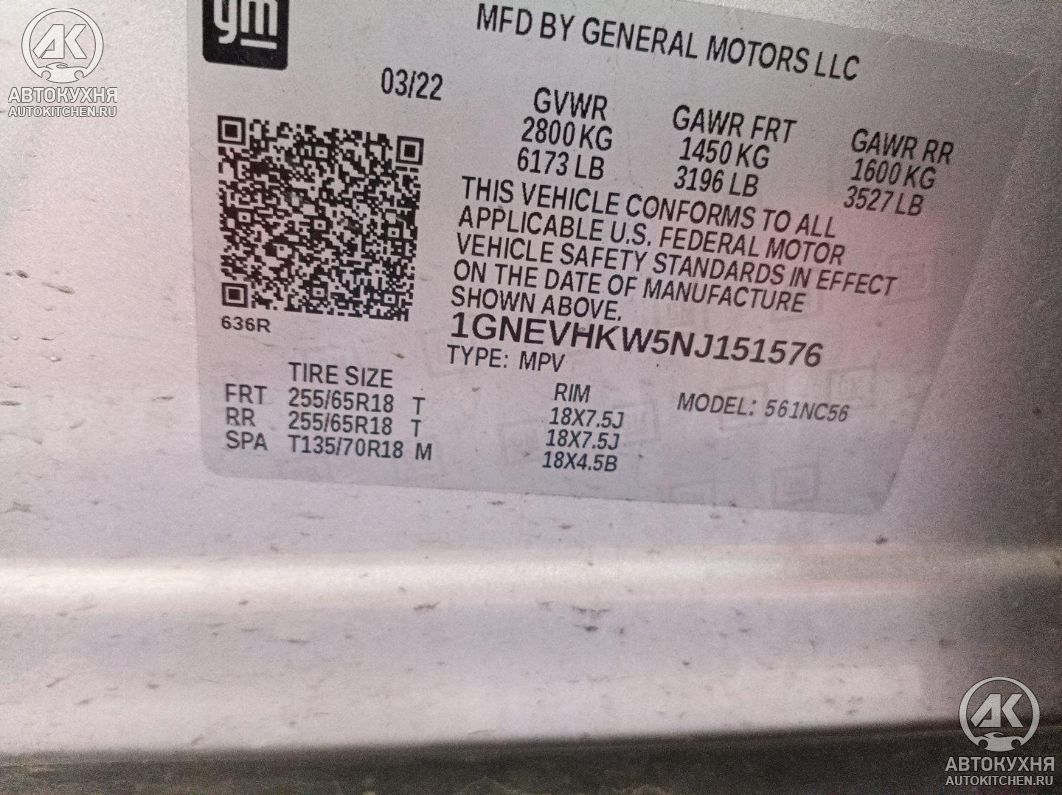 AK
АВТОКУХНЯ
AUTOKITCHEN.RU
gm
MFD BY GENERAL MOTORS LLC
03/22
GVWR
2800 KG
6173 LB
GAWR FRT
1450 KG
3196 LB
GAWR RR
1600 KG
3527 LB
THIS VEHICLE CONFORMS TO ALL
APPLICABLE U.S. FEDERAL MOTOR
VEHICLE SAFETY STANDARDS IN EFFECT
ON THE DATE OF MANUFACTURE
SHOWN ABOVE.
636R
1GNEVHKW5NJ151576
TYPE: MPV
TIRE SIZE
RIM
MODEL: 561NC56
FRT 255/65R18 T 18X7.5J
RR 255/65R18 T 18X7.5J
SPA T135/70R18 M 18X4.5B
AK
АВТОКУХНЯ
AUTOKITCHEN.RU